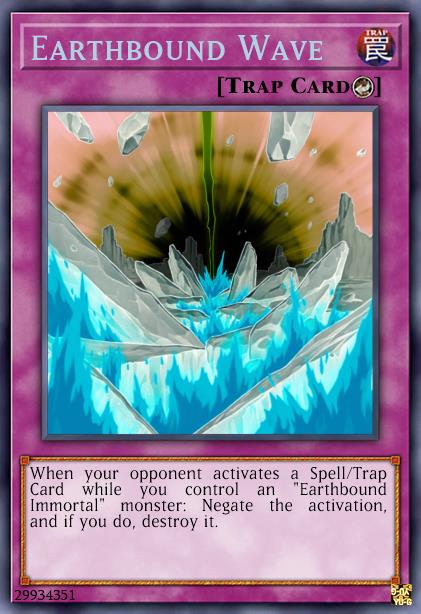 Earthbound Wave
TRAP
罠
[Trap Card]
When your opponent activates a Spell/Trap
Card while you control an "Earthbound
Immortal" monster: Negate the activation,
and if you do, destroy it.
29934351